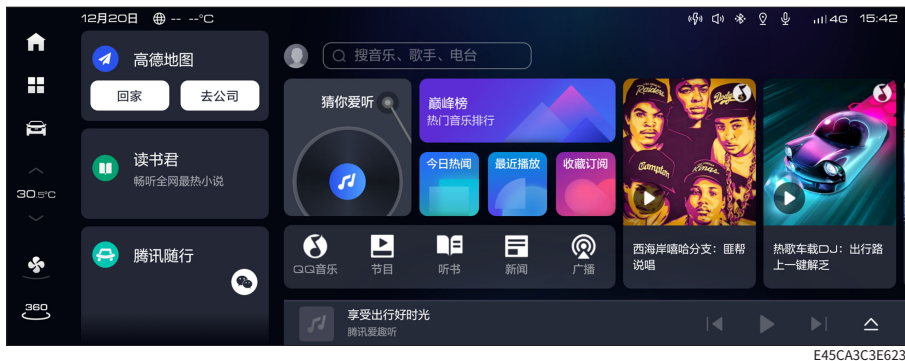 12月20日 -- --°C
4G 15:42
高德地图
回家 去公司
读书君
畅听全网最热小说
腾讯随行
30.5°C
360
搜音乐、歌手、电台
猜你爱听
巅峰榜
热门音乐排行
今日热闻 最近播放 收藏订阅
QQ音乐 节目 听书 新闻 广播
Raiders
Dodgers
Compton
Kings
西海岸嘻哈分支：匪帮
说唱
热歌车载DJ：出行路
上一键解乏
享受出行好时光
腾讯爱趣听
E45CA3C3E623